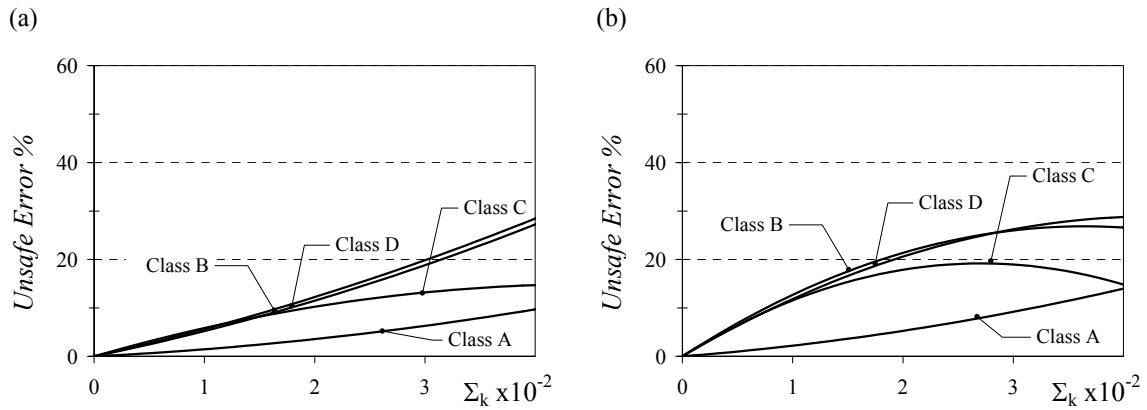 (a)
Unsafe Error %
60
40
20
0
0
1
2
3
Σk x10-2
Class B
Class D
Class C
Class A
(b)
Unsafe Error %
60
40
20
0
0
1
2
3
Σk x10-2
Class B
Class D
Class C
Class A